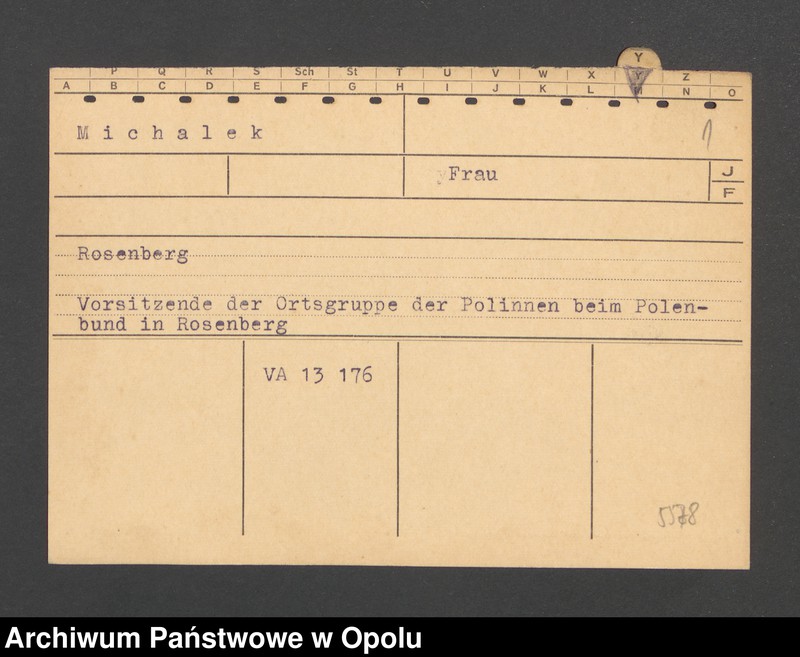 Y
P Q R S Sch St T U V W X Y Z
A B C D E F G H I J K L M N O
Michalek
1
Frau
J
F
Rosenberg
Vorsitzende der Ortsgruppe der Polinnen beim Polen-
bund in Rosenberg
VA 13 176
5578
Archiwum Państwowe w Opolu